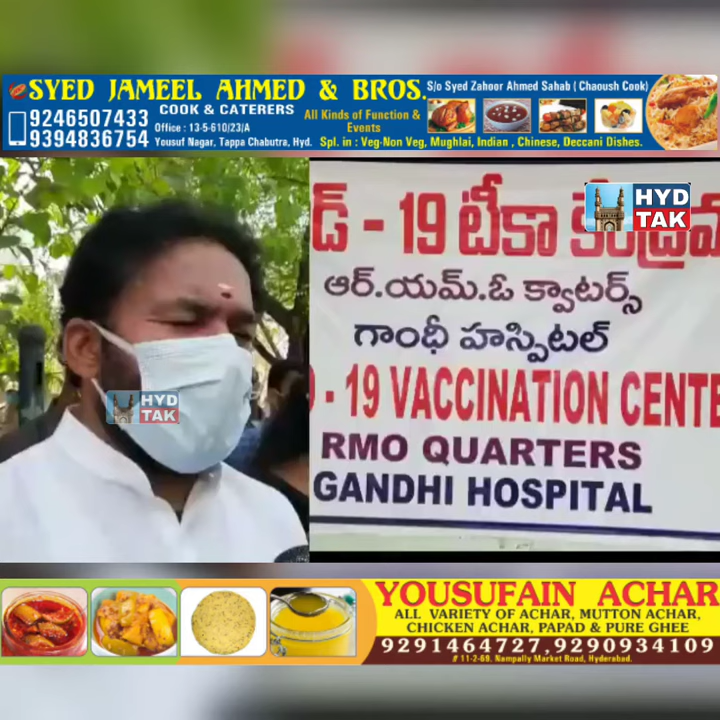 SYED JAMEEL AHMED & BROS.
S/o Syed Zahoor Ahmed Sahab ( Chaoush Cook)
9246507433
9394836754
COOK & CATERERS
Office : 13-5-610/23/A
Yousuf Nagar, Tappa Chabutra, Hyd.
All Kinds of Function &
Events
Spl. in : Veg-Non Veg, Mughlai, Indian , Chinese, Deccani Dishes.
HYD
TAK
- 19 టీకా
ఆర్.యమ్.ఓ క్వాటర్స్
గాంధీ హస్పిటల్
- 19 VACCINATION CENTE
RMO QUARTERS
GANDHI HOSPITAL
HYD
TAK
YOUSUFAIN ACHAR
ALL VARIETY OF ACHAR, MUTTON ACHAR,
CHICKEN ACHAR, PAPAD & PURE GHEE
9291464727,9290934109
# 11-2-69, Nampally Market Road, Hyderabad.